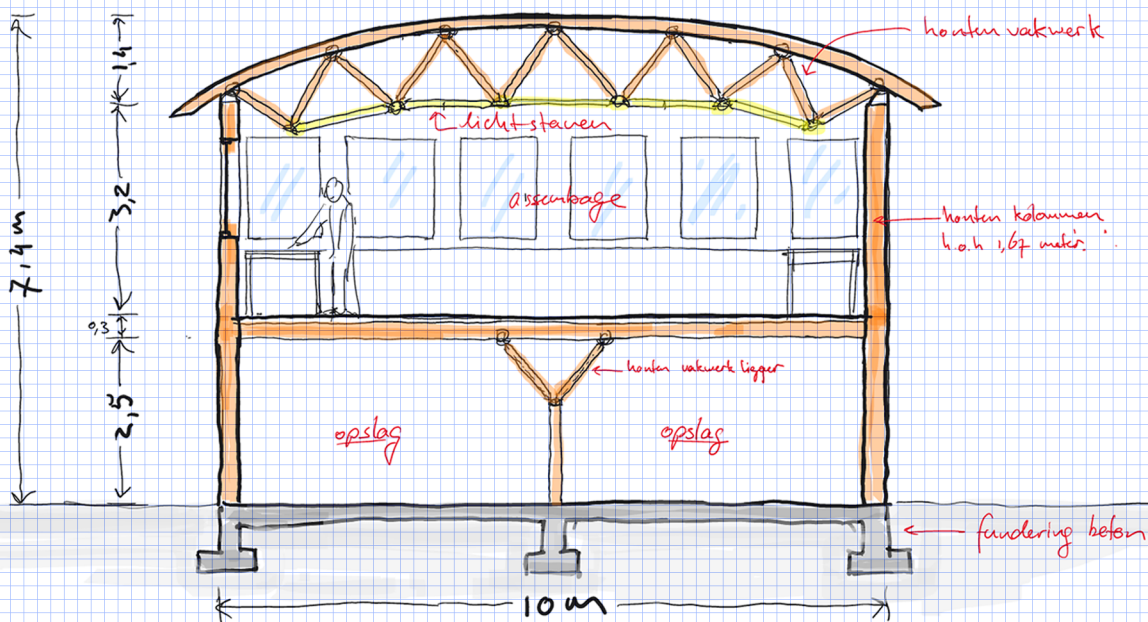 1,4
houten vakwerk
lichtstaven
7,4 m
3,2
assemblage
houten kolommen
h.o.h 1,67 meter.
0,3
houten vakwerk ligger
2,5
opslag
opslag
fundering beton
10 m